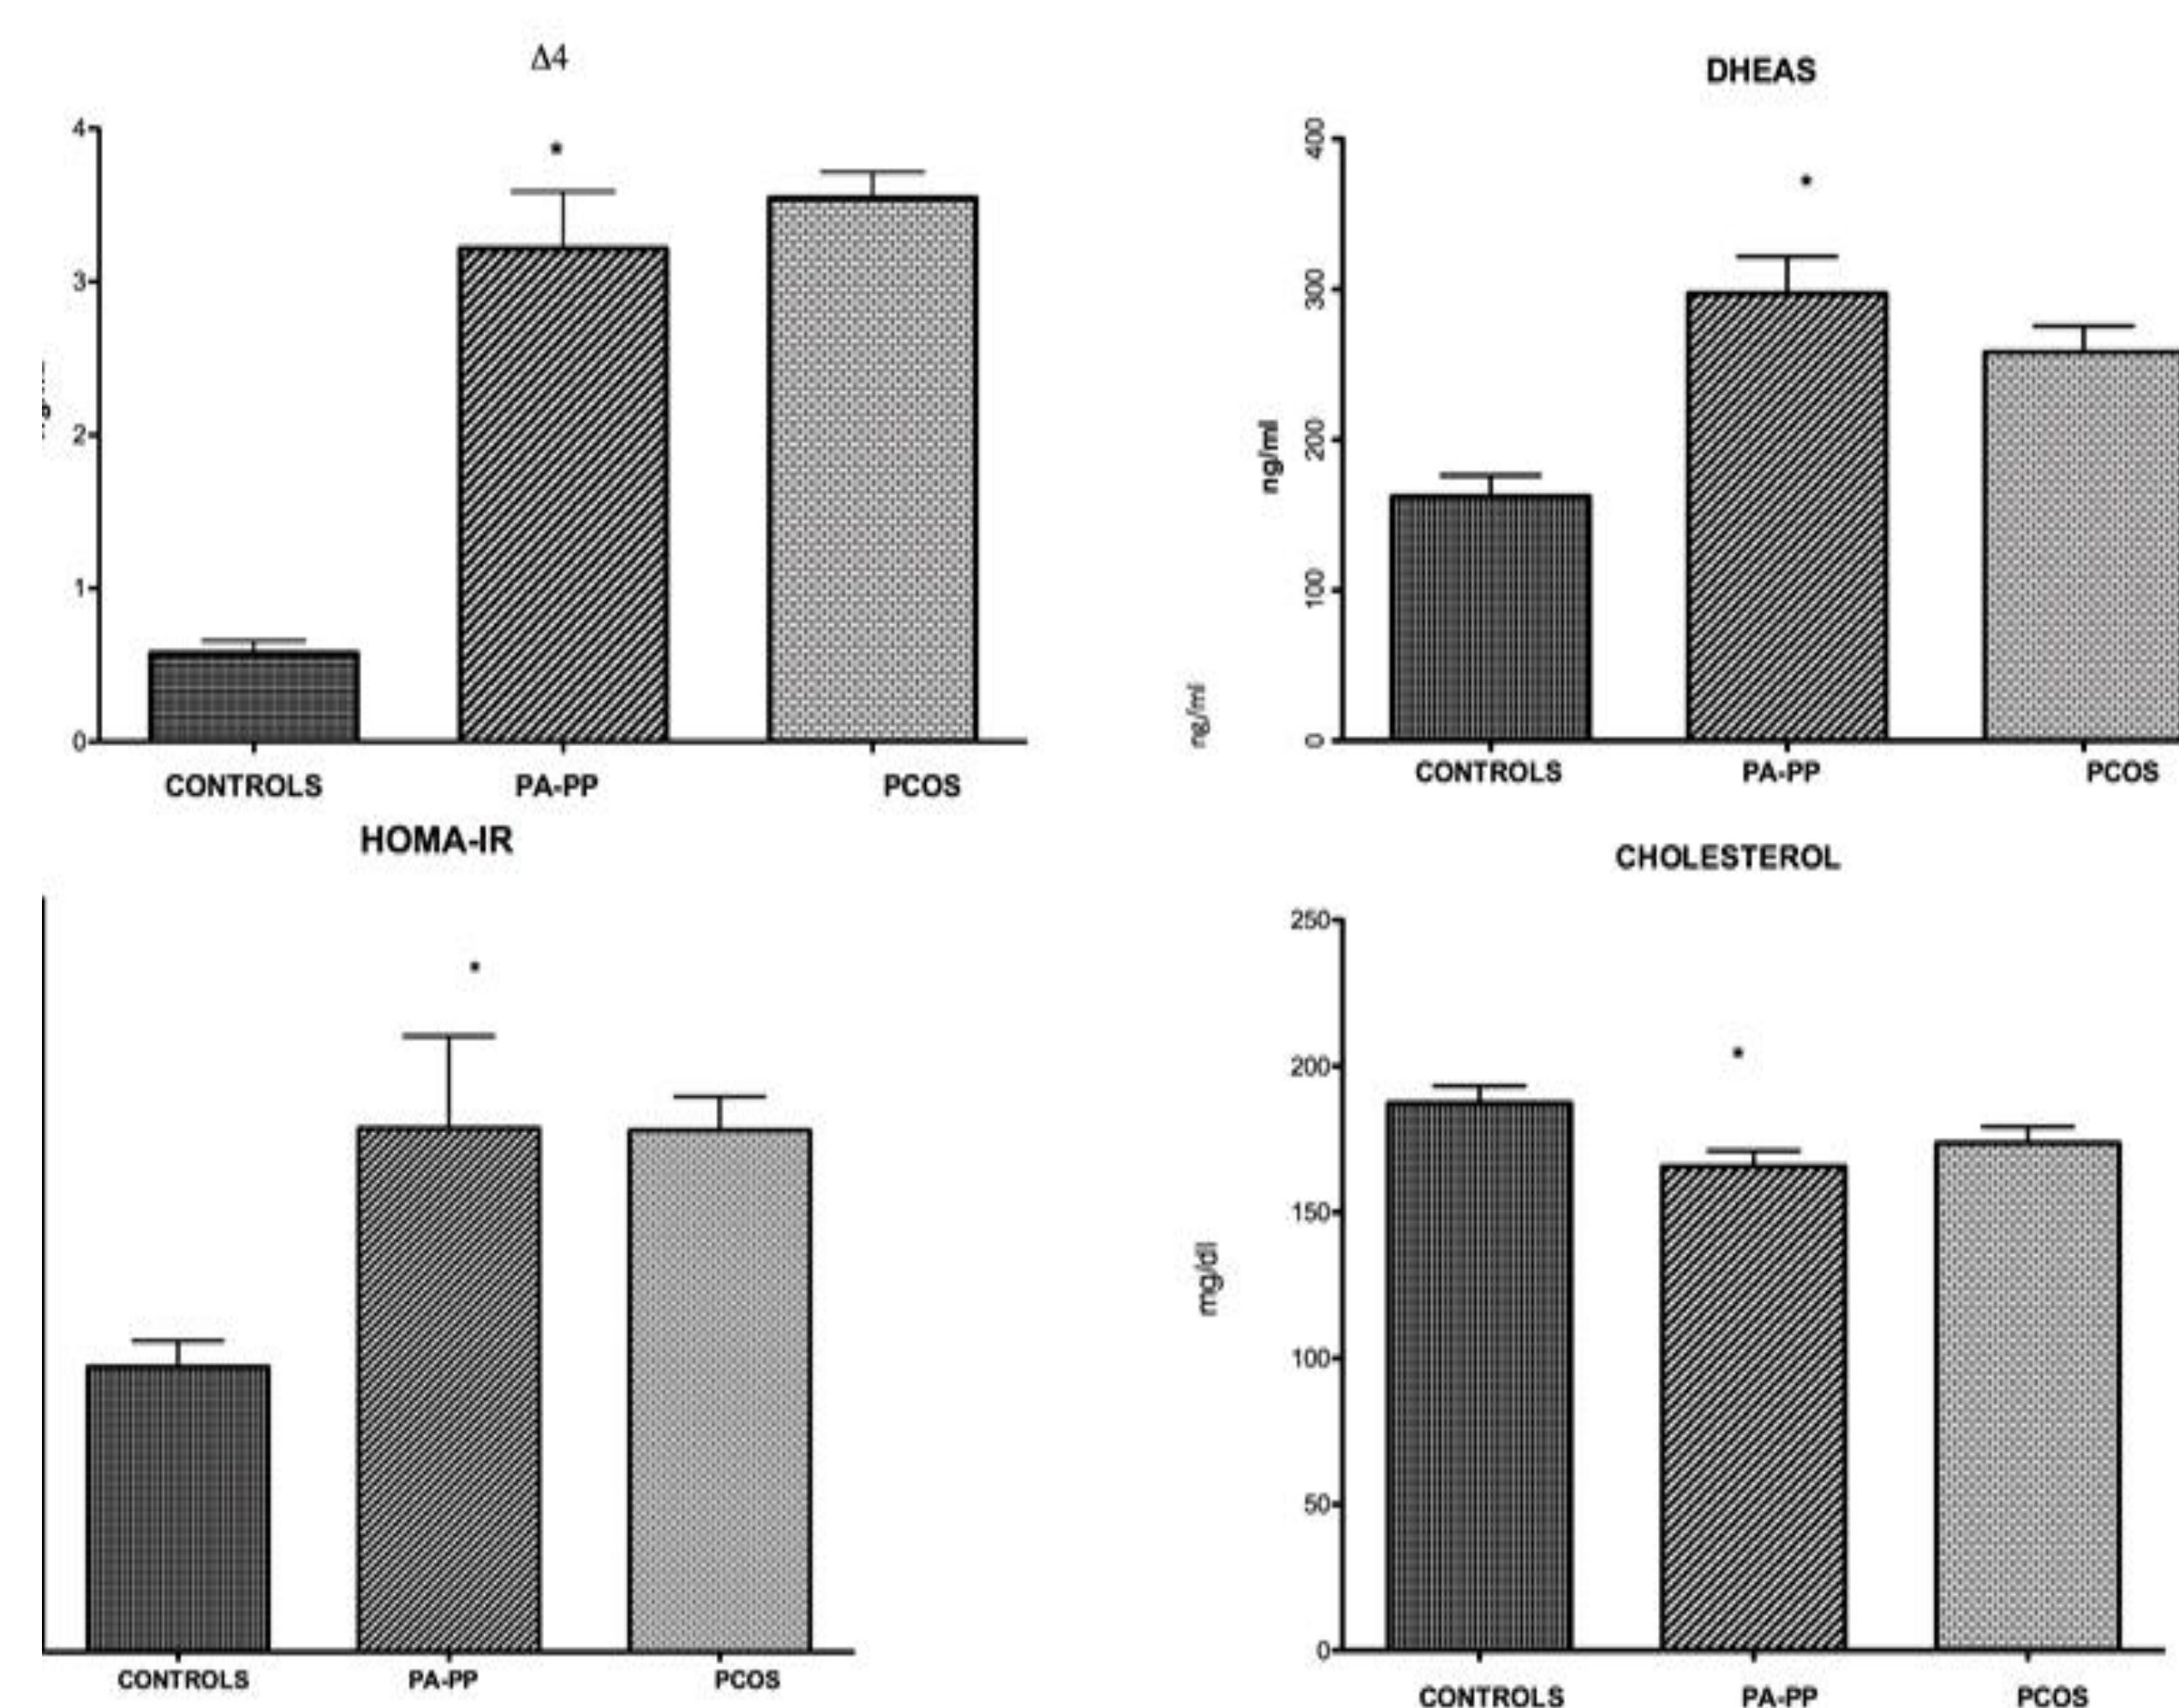 Δ4
4
*
3
2
1
0
CONTROLS PA-PP PCOS
DHEAS
400
*
300
ng/ml
200
100
0
ng/ml
CONTROLS PA-PP PCOS
HOMA-IR
*
CONTROLS PA-PP PCOS
CHOLESTEROL
250
*
200
150
mg/dl
100
50
0
CONTROLS PA-PP PCOS